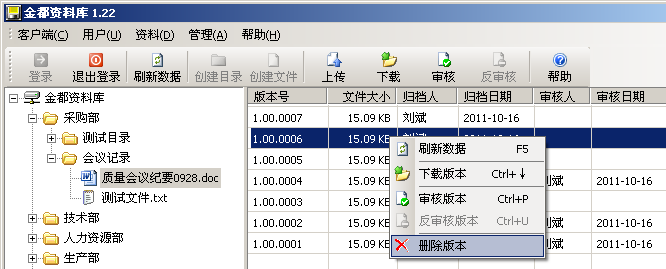 金都资料库 1.22
客户端(C) 用户(U) 资料(D) 管理(A) 帮助(H)
登录 退出登录 刷新数据 创建目录 创建文件 上传 下载 审核 反审核 帮助
金都资料库
采购部
测试目录
会议记录
质量会议纪要0928.doc
测试文件.txt
技术部
人力资源部
生产部
版本号 文件大小 归档人 归档日期 审核人 审核日期
1.00.0007 15.09 KB 刘斌 2011-10-16
1.00.0006 15.09 KB 刘斌 2011-10-16
1.00.0005 15.09 KB
1.00.0004 15.09 KB 刘斌 2011-10-16
1.00.0003 15.09 KB
1.00.0002 15.09 KB 刘斌 2011-10-16
1.00.0001 15.09 KB 刘斌 2011-10-16
刷新数据 F5
下载版本 Ctrl+↓
审核版本 Ctrl+P
反审核版本 Ctrl+U
删除版本